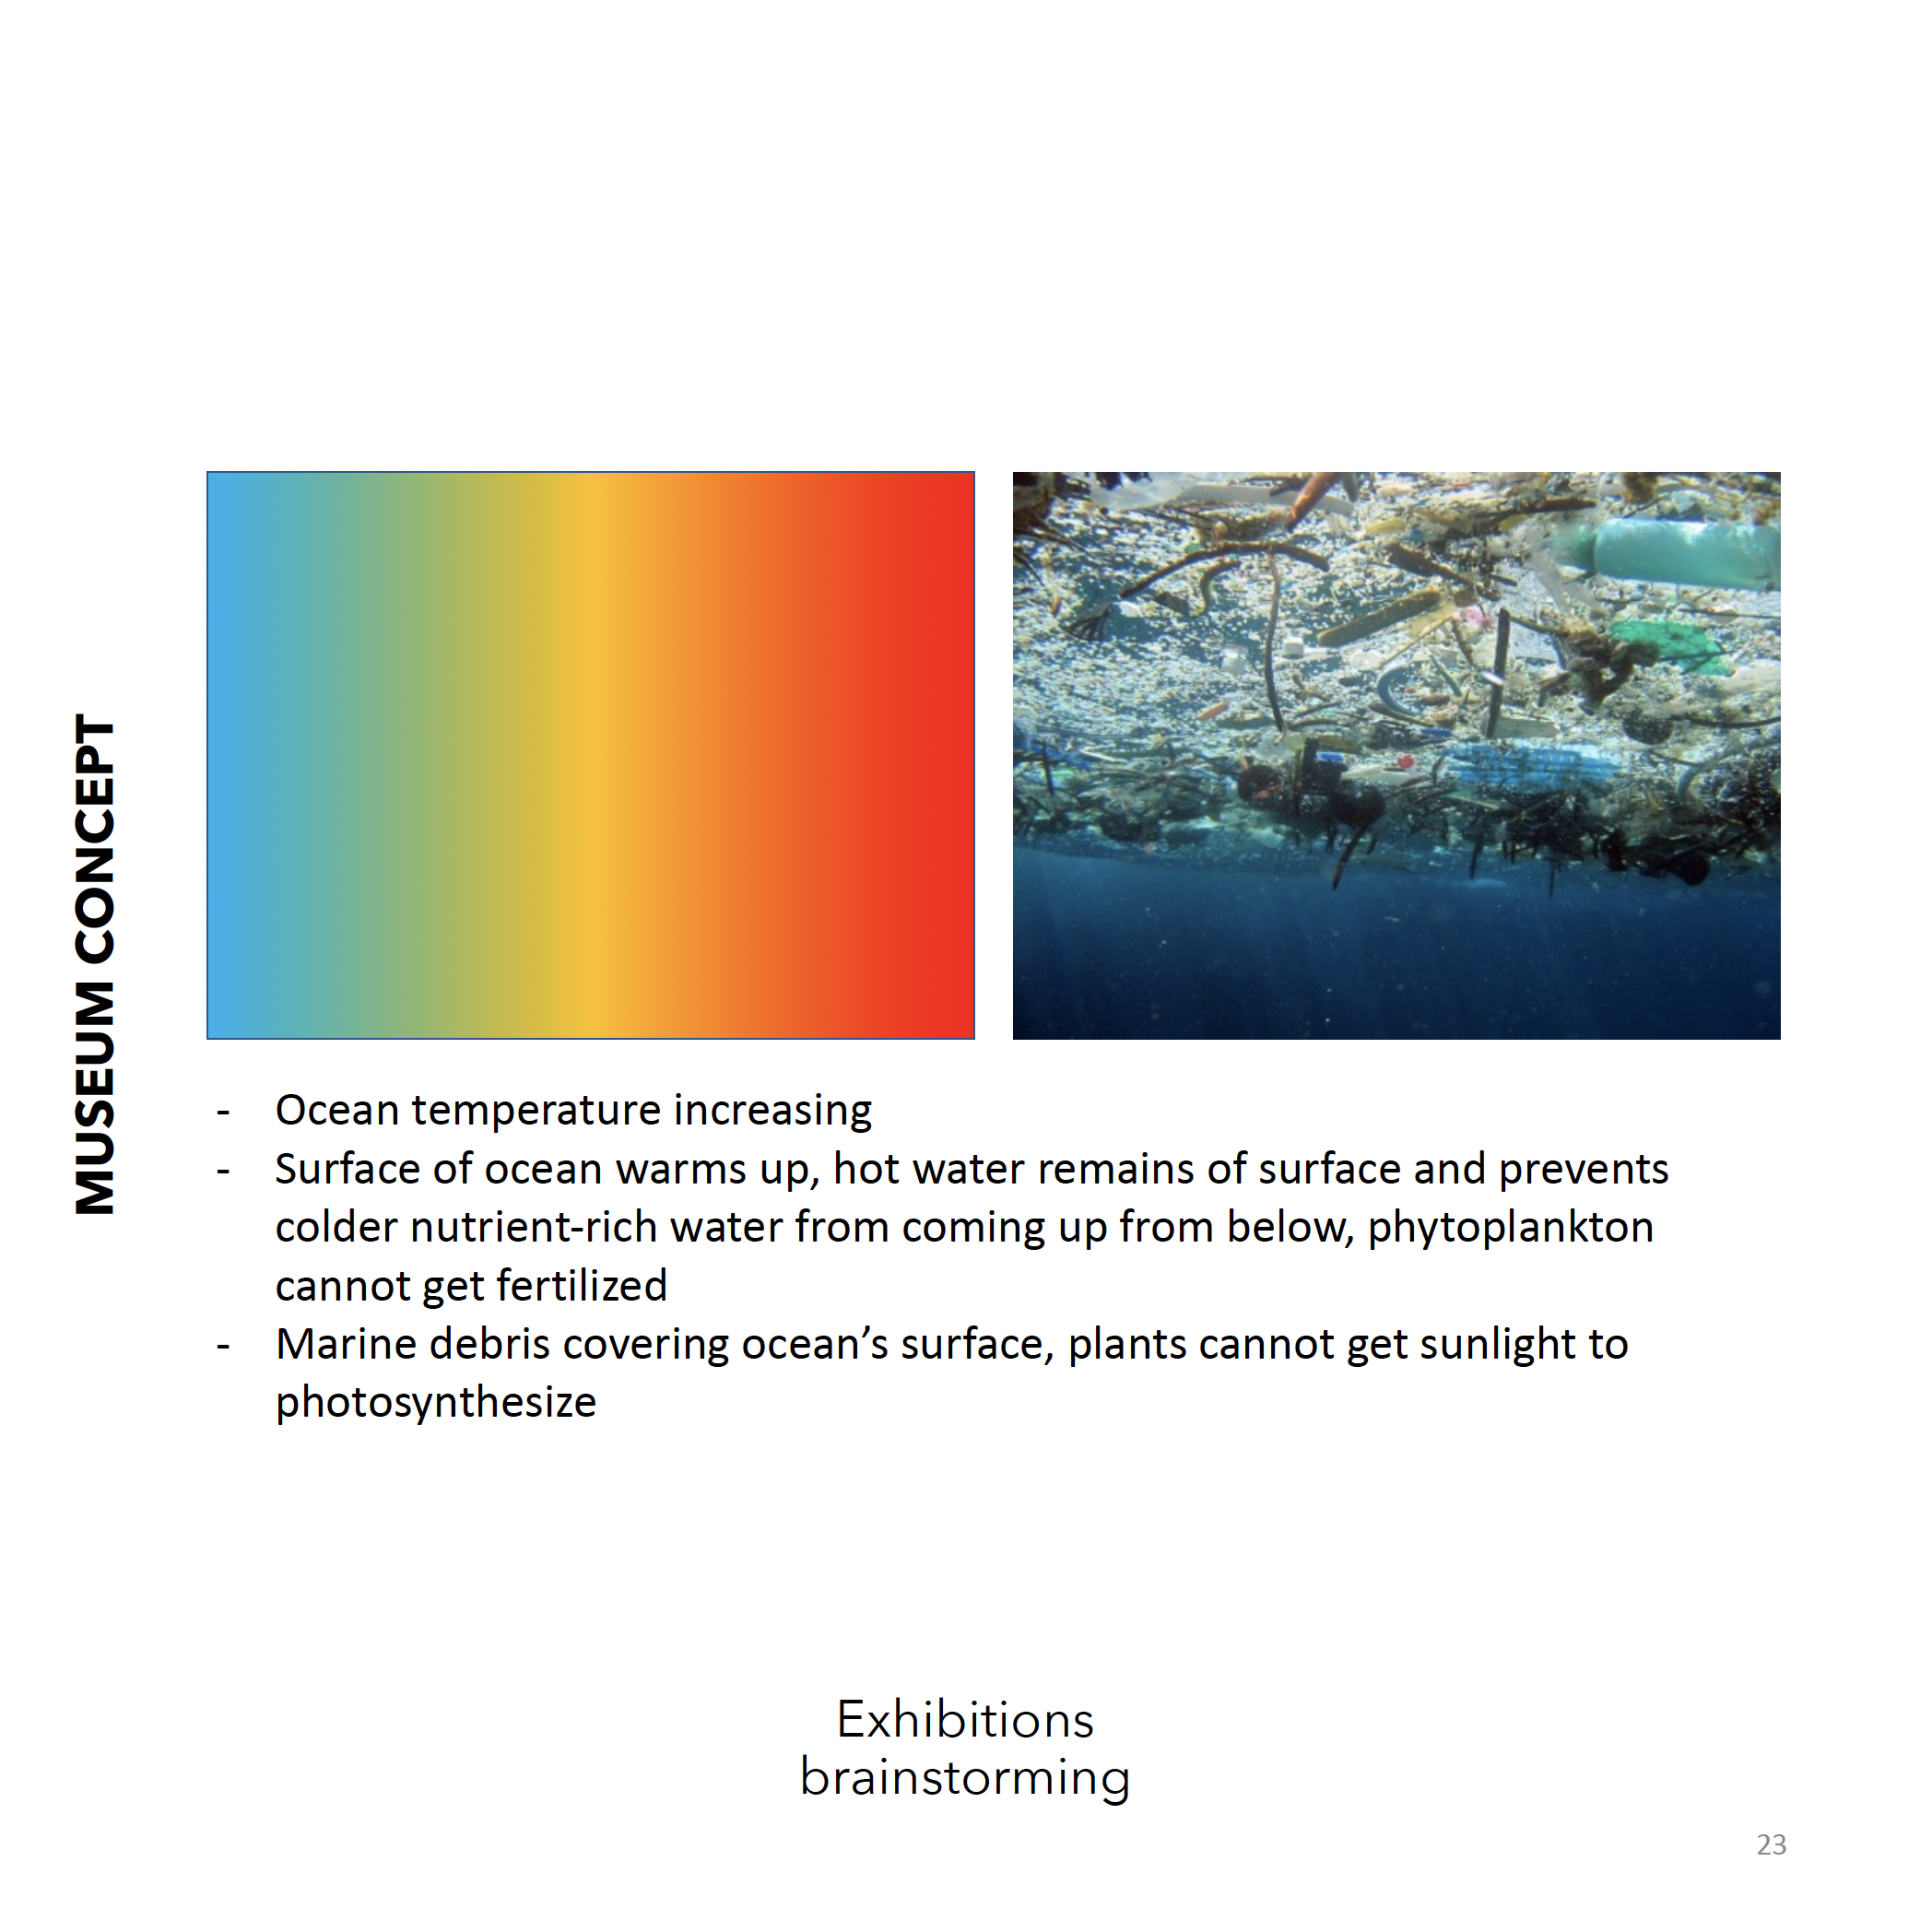 MUSEUM CONCEPT
- Ocean temperature increasing
- Surface of ocean warms up, hot water remains of surface and prevents
colder nutrient-rich water from coming up from below, phytoplankton
cannot get fertilized
- Marine debris covering ocean’s surface, plants cannot get sunlight to
photosynthesize
Exhibitions
brainstorming
23